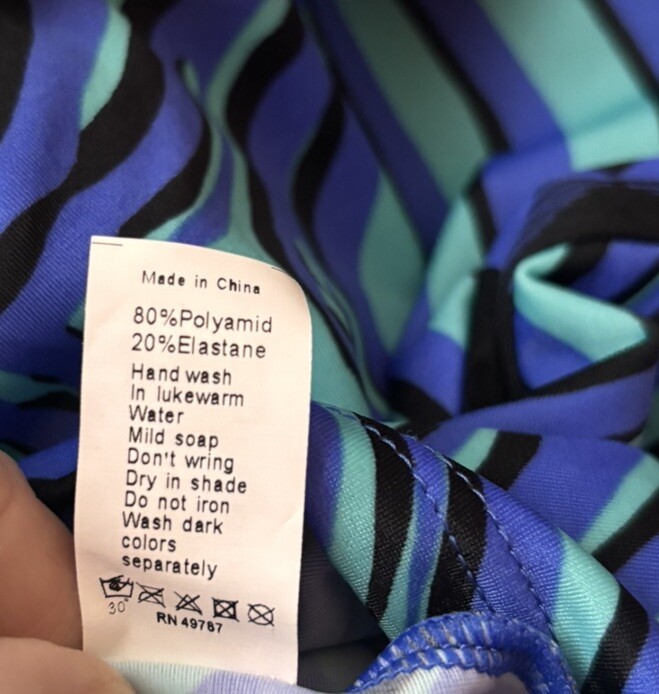 Made in China
80%Polyamid
20%Elastane
Hand wash
In lukewarm
Water
Mild soap
Don't wring
Dry in shade
Do not iron
Wash dark
colors
separately
30°
RN 49787